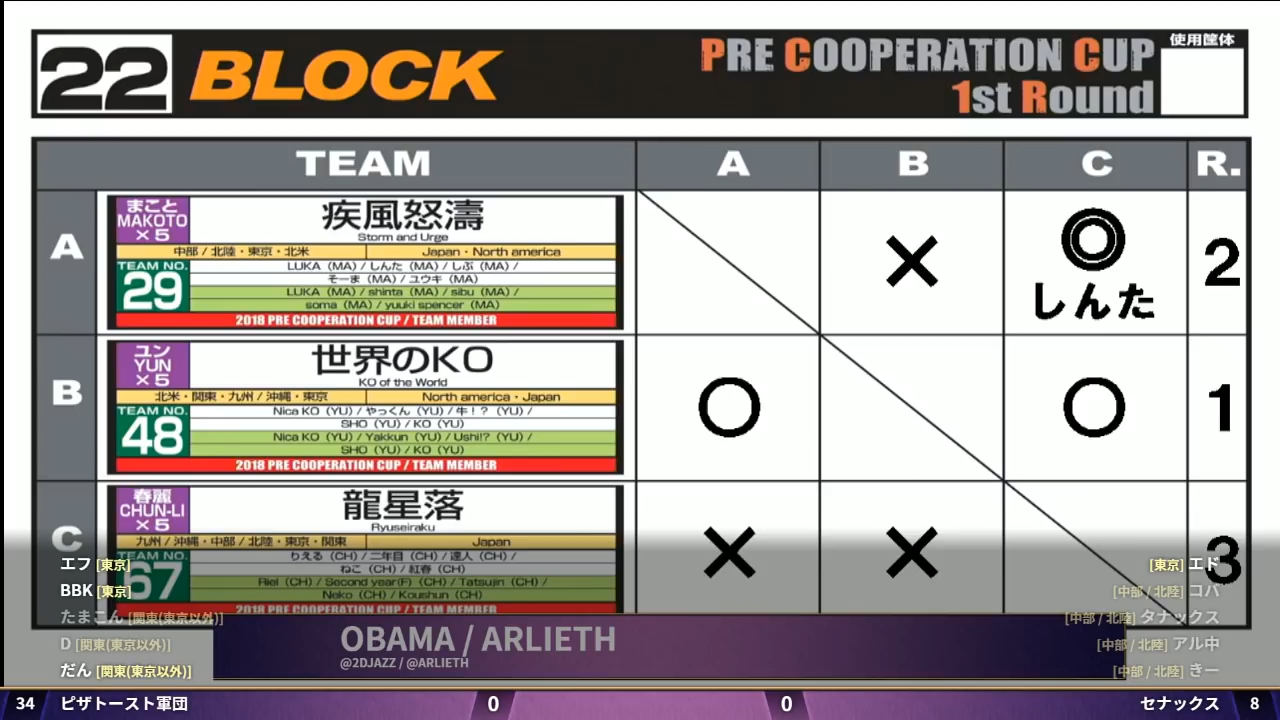 22 BLOCK
PRE COOPERATION CUP
1st Round
使用筐体
TEAM A B C R.
A
まこと
MAKOTO
×5
疾風怒濤
Storm and Urge
中部 / 北陸・東京・北米 Japan・North america
TEAM NO.
29
LUKA (MA) / しんた (MA) / しぶ (MA) /
そーま (MA) / ユウキ (MA)
LUKA (MA) / shinta (MA) / sibu (MA) /
soma (MA) / yuuki spencer (MA)
2018 PRE COOPERATION CUP / TEAM MEMBER
× ◎ 2
しんた
B
ユン
YUN
×5
世界のKO
KO of the World
北米・関東・九州 / 沖縄・東京 North america・Japan
TEAM NO.
48
Nica KO (YU) / やっくん (YU) / 牛！？ (YU) /
SHO (YU) / KO (YU)
Nica KO (YU) / Yakkun (YU) / Ushi!? (YU) /
SHO (YU) / KO (YU)
2018 PRE COOPERATION CUP / TEAM MEMBER
○ ○ 1
C
春麗
CHUN-LI
×5
龍星落
Ryuseiraku
九州 / 沖縄・中部 / 北陸・東京・関東 Japan
TEAM NO.
67
りえる (CH) / 二年目 (CH) / 達人 (CH) /
ねこ (CH) / 紅春 (CH)
Riel (CH) / Second year(F) (CH) / Tatsujin (CH) /
Neko (CH) / Koushun (CH)
2018 PRE COOPERATION CUP / TEAM MEMBER
× × 3
エフ [東京]
BBK [東京]
たまこん [関東(東京以外)]
D [関東(東京以外)]
だん [関東(東京以外)]
OBAMA / ARLIETH
@2DJAZZ / @ARLIETH
[東京] エド
[中部 / 北陸] コバ
[中部 / 北陸] タナックス
[中部 / 北陸] アル中
[中部 / 北陸] きー
34 ピザトースト軍団 0 0 セナックス 8